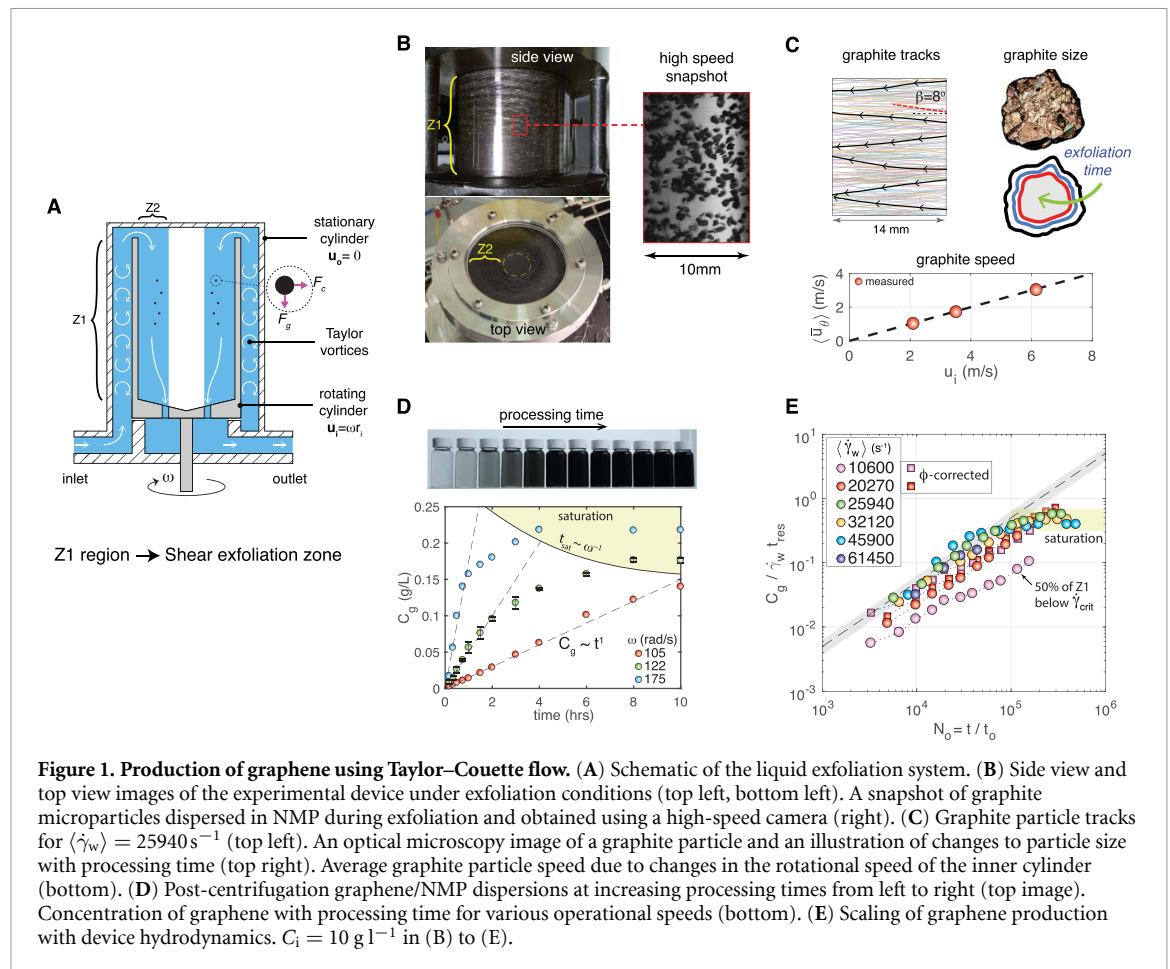 A
Z2
Z1
stationary
cylinder
u_o = 0
F_c
F_g
Taylor
vortices
rotating
cylinder
u_i=ωr_i
inlet
ω
outlet
Z1 region → Shear exfoliation zone
B
side view
Z1
high speed
snapshot
Z2
top view
10mm
C
graphite tracks
graphite size
β=8°
exfoliation
time
14 mm
graphite speed
measured
⟨ū_θ⟩ (m/s)
4
2
0
0 2 4 6 8
u_i (m/s)
D
processing time
saturation
t_sat ~ ω⁻¹
C_g ~ t¹
ω (rad/s)
105
122
175
C_g (g/L)
0.25
0.2
0.15
0.1
0.05
0
0 2 4 6 8 10
time (hrs)
E
⟨γ̇_w⟩ (s⁻¹)
10600
20270
25940
32120
45900
61450
ϕ-corrected
saturation
50% of Z1
below γ̇_crit
C_g / γ̇_w t_res
10¹
10⁰
10⁻¹
10⁻²
10⁻³
10³ 10⁴ 10⁵ 10⁶
N_o = t / t_o
Figure 1. Production of graphene using Taylor–Couette flow. (A) Schematic of the liquid exfoliation system. (B) Side view and
top view images of the experimental device under exfoliation conditions (top left, bottom left). A snapshot of graphite
microparticles dispersed in NMP during exfoliation and obtained using a high-speed camera (right). (C) Graphite particle tracks
for ⟨γ̇_w⟩ = 25940 s⁻¹ (top left). An optical microscopy image of a graphite particle and an illustration of changes to particle size
with processing time (top right). Average graphite particle speed due to changes in the rotational speed of the inner cylinder
(bottom). (D) Post-centrifugation graphene/NMP dispersions at increasing processing times from left to right (top image).
Concentration of graphene with processing time for various operational speeds (bottom). (E) Scaling of graphene production
with device hydrodynamics. C_i = 10 g l⁻¹ in (B) to (E).